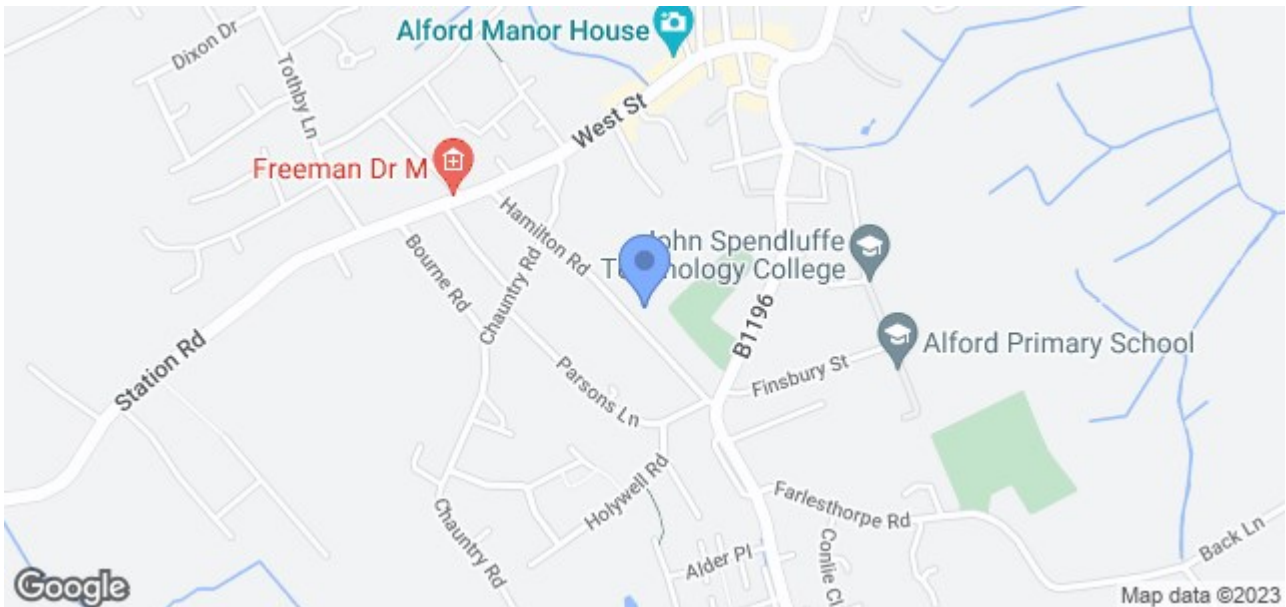 Alford Manor House
Dixon Dr
Tothby Ln
West St
Freeman Dr M
Hamilton Rd
Chauntry Rd
Bourne Rd
John Spendluffe
Technology College
B1196
Alford Primary School
Station Rd
Parsons Ln
Finsbury St
Holywell Rd
Farlesthorpe Rd
Chauntry Rd
Alder Pl
Conlie Cl
Back Ln
Google
Map data ©2023